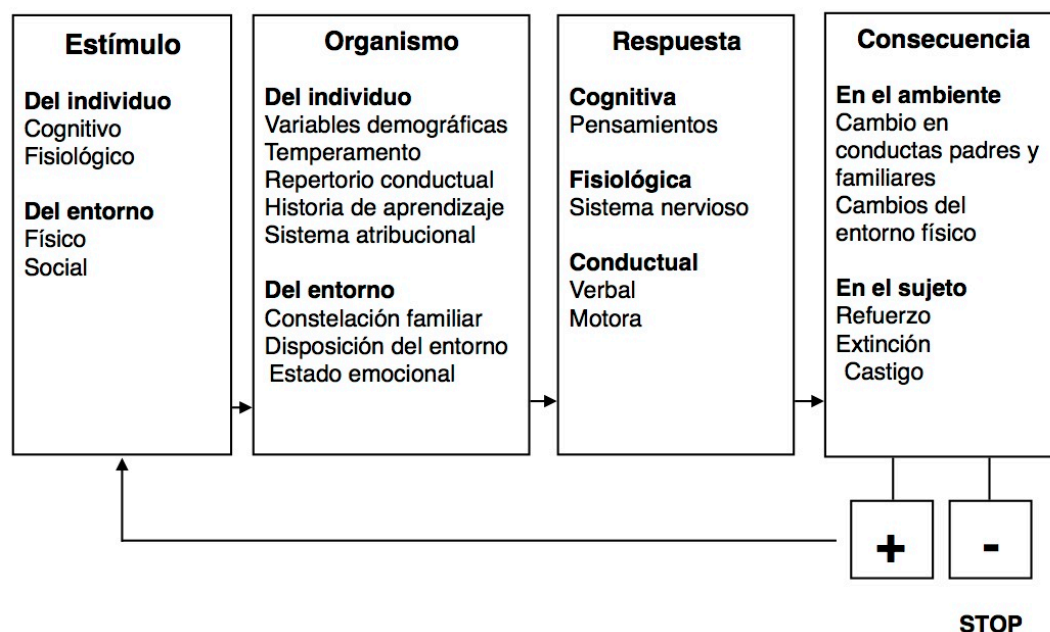 Estímulo
Del individuo
Cognitivo
Fisiológico
Del entorno
Físico
Social
Organismo
Del individuo
Variables demográficas
Temperamento
Repertorio conductual
Historia de aprendizaje
Sistema atribucional
Del entorno
Constelación familiar
Disposición del entorno
Estado emocional
Respuesta
Cognitiva
Pensamientos
Fisiológica
Sistema nervioso
Conductual
Verbal
Motora
Consecuencia
En el ambiente
Cambio en
conductas padres y
familiares
Cambios del
entorno físico
En el sujeto
Refuerzo
Extinción
Castigo
+
-
STOP